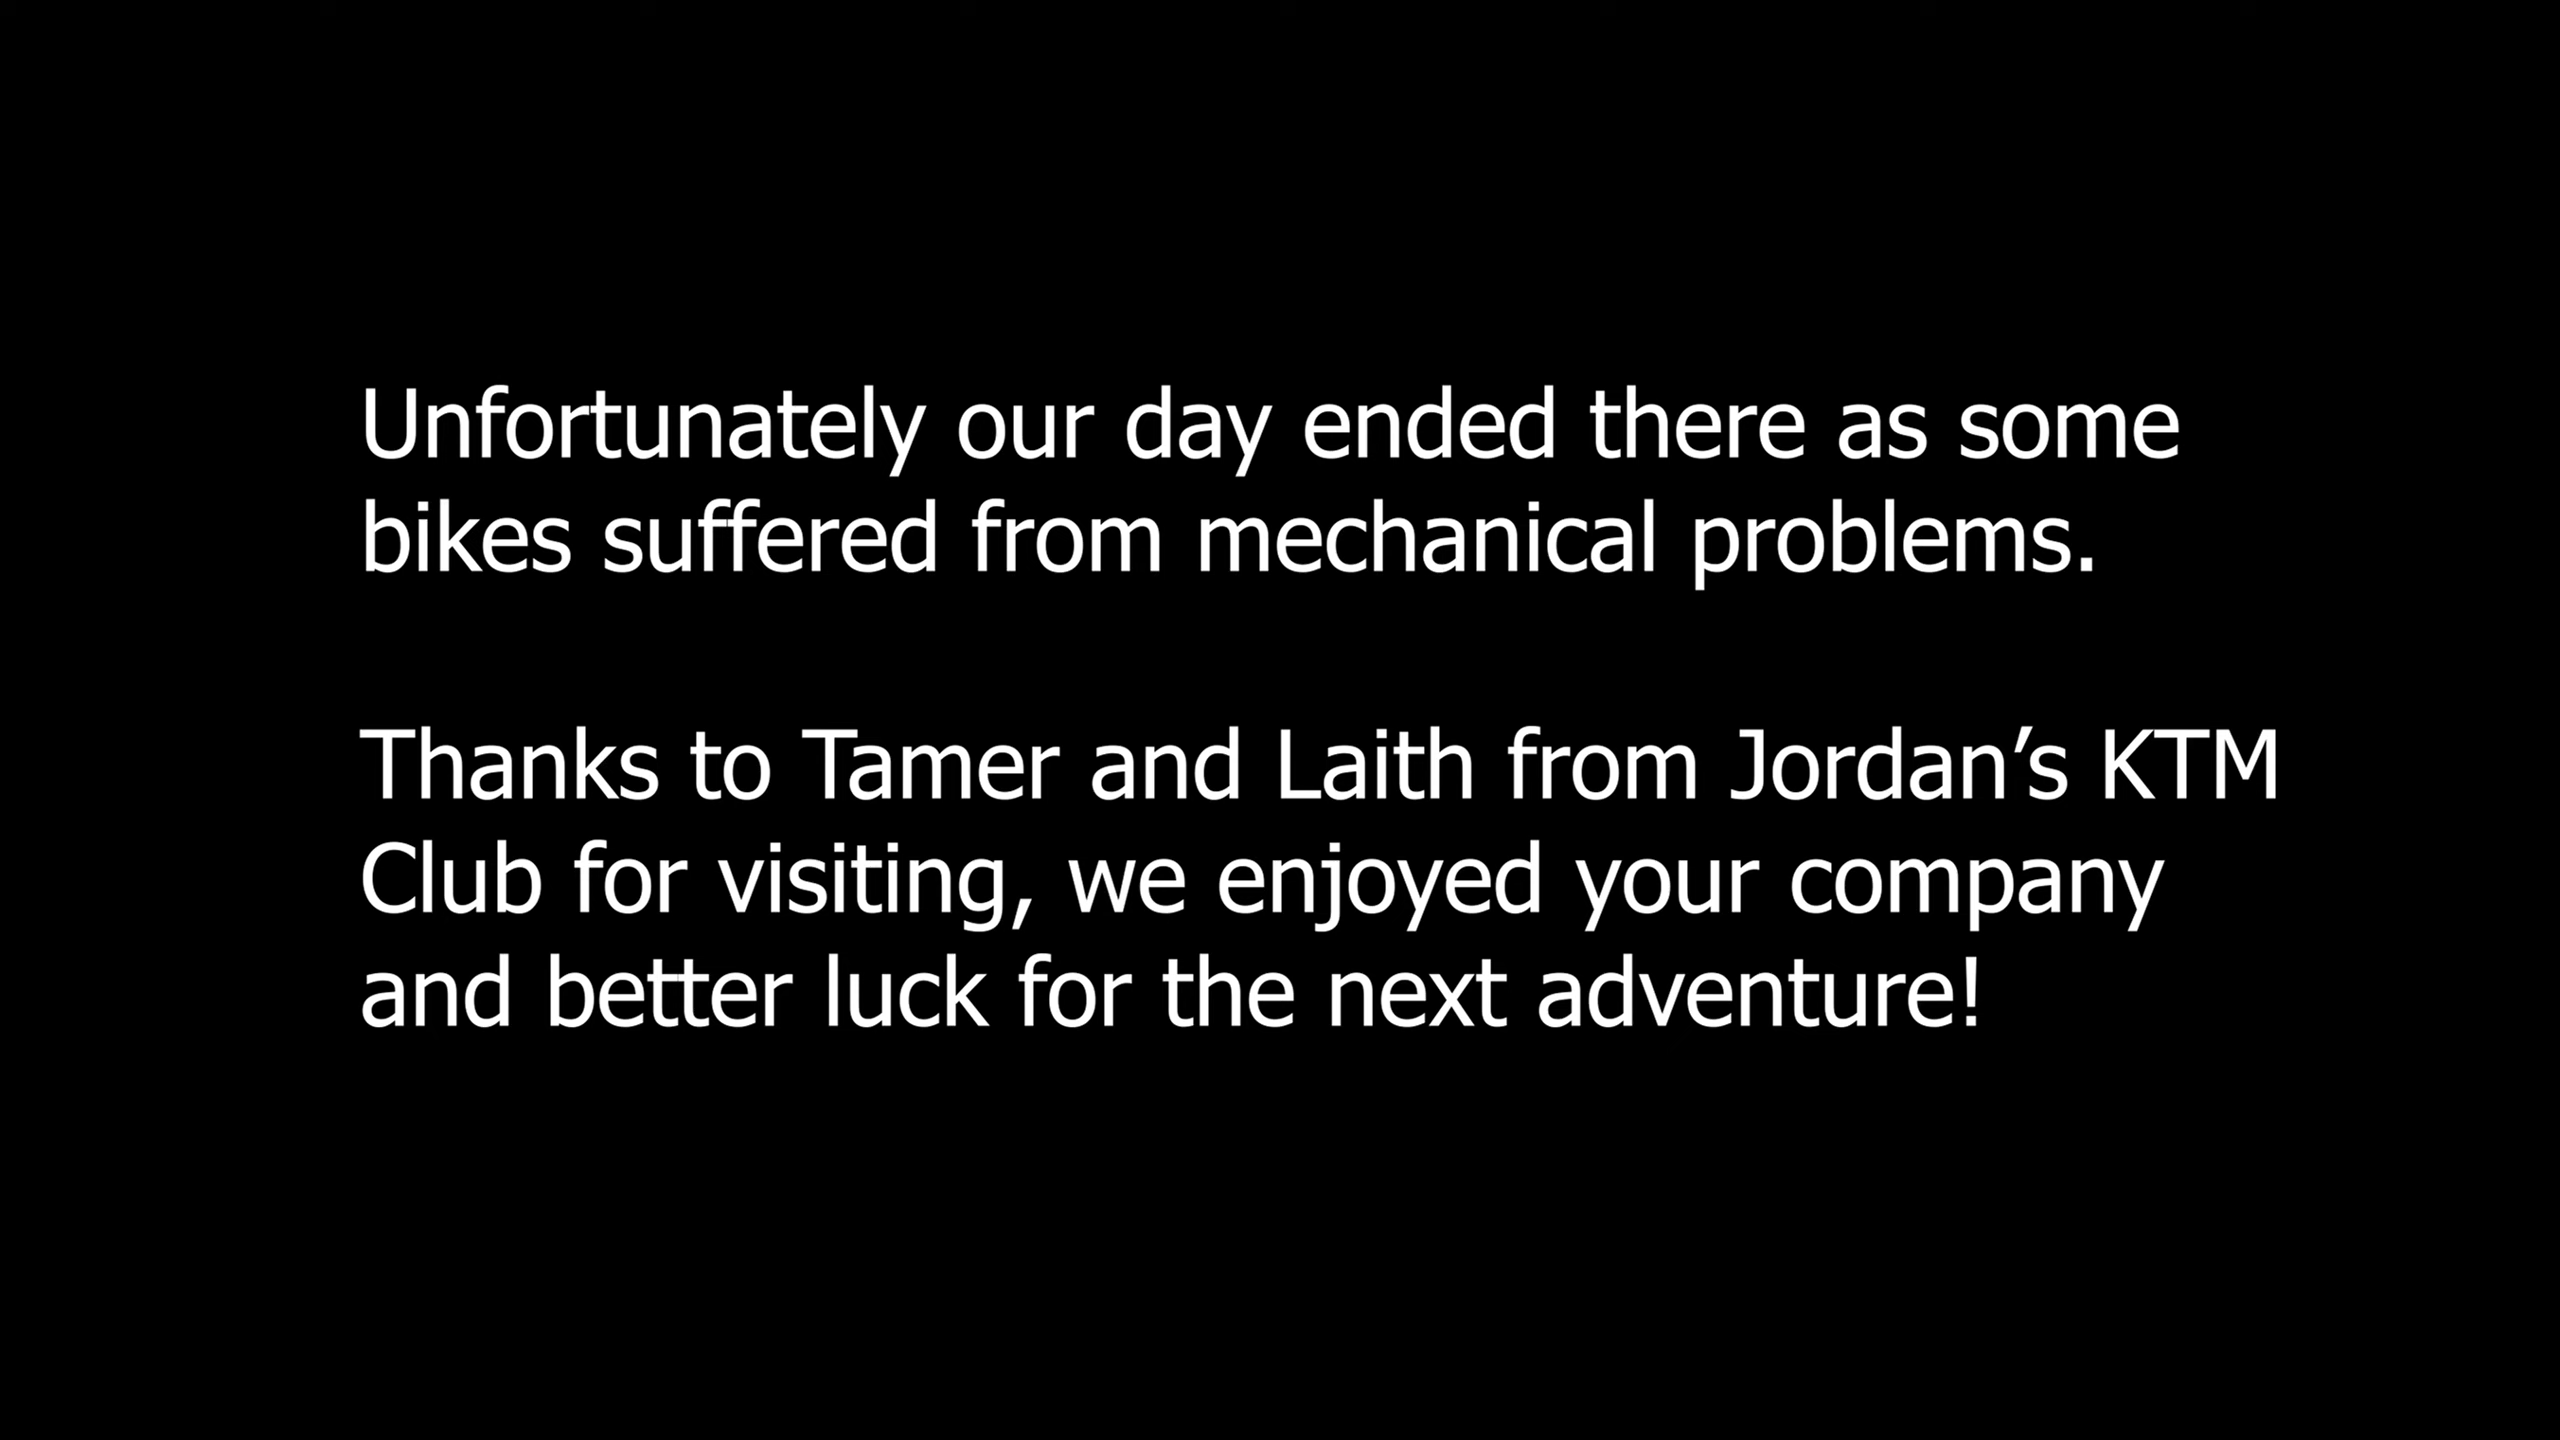 Unfortunately our day ended there as some
bikes suffered from mechanical problems.
Thanks to Tamer and Laith from Jordan’s KTM
Club for visiting, we enjoyed your company
and better luck for the next adventure!